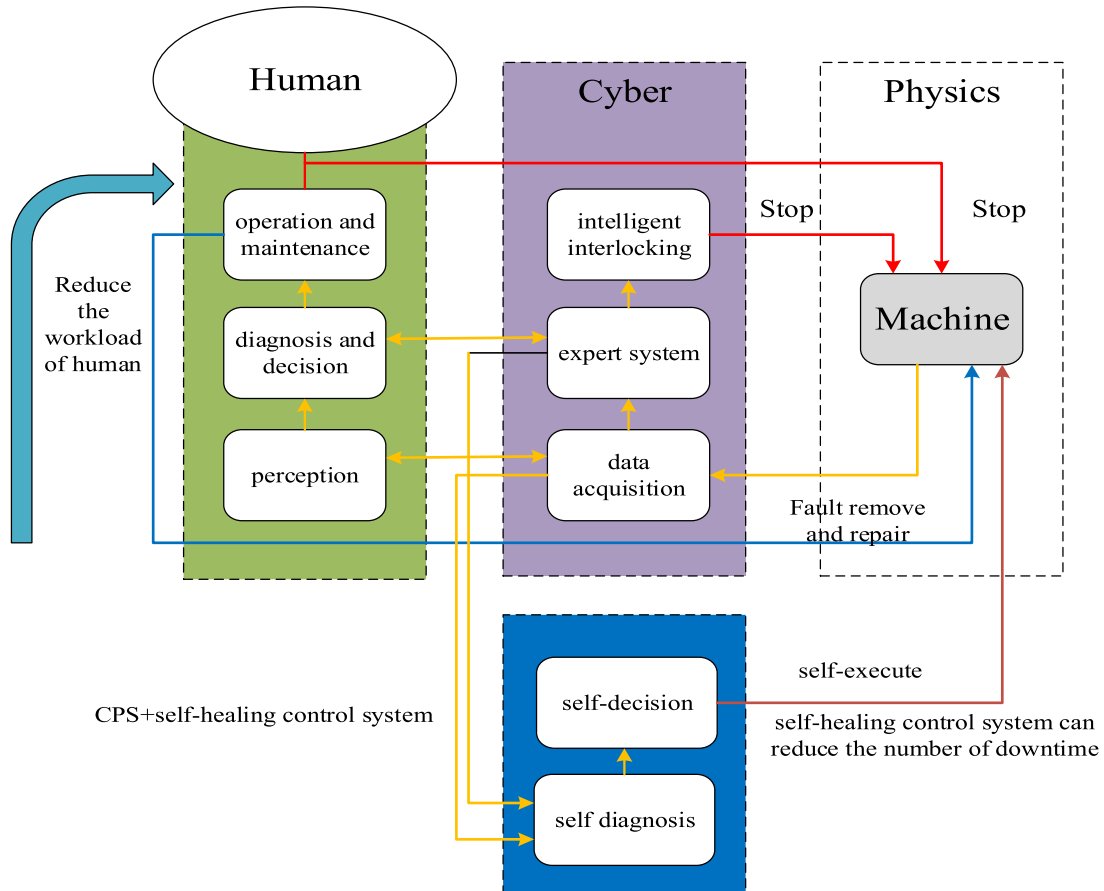 Human
Cyber
Physics
operation and
maintenance
intelligent
interlocking
Stop
Stop
Reduce
the
workload
of human
Machine
diagnosis and
decision
expert system
perception
data
acquisition
Fault remove
and repair
self-decision
self-execute
CPS+self-healing control system
self-healing control system can
reduce the number of downtime
self diagnosis